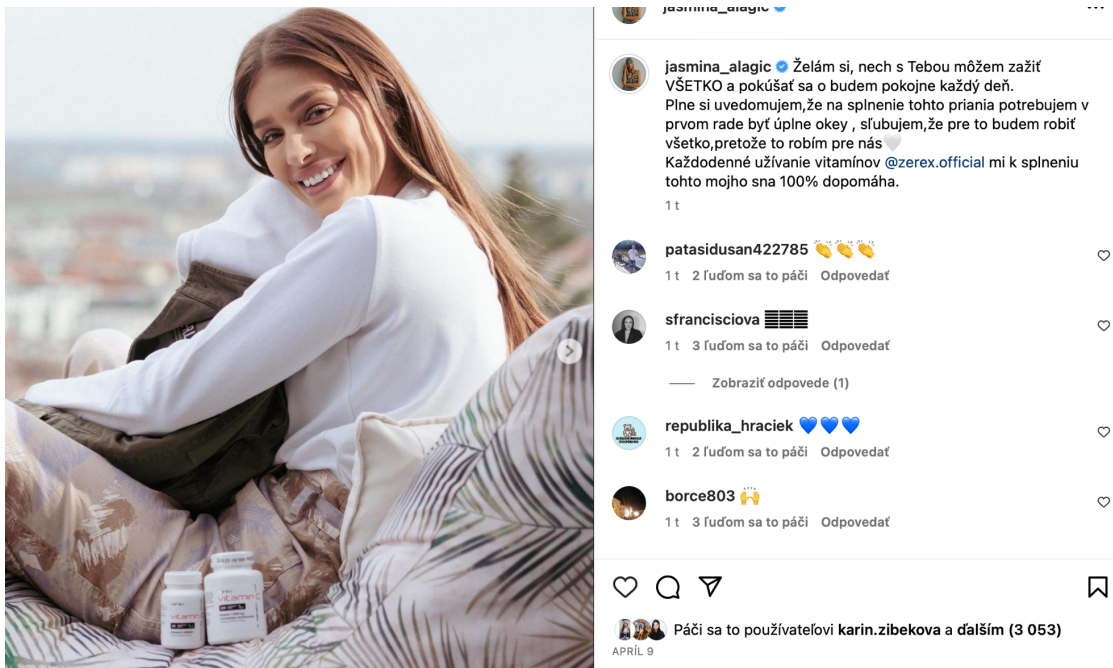 jasmina_alagic
jasmina_alagic Želám si, nech s Tebou môžem zažiť
VŠETKO a pokúšať sa o budem pokojne každý deň.
Plne si uvedomujem,že na splnenie tohto priania potrebujem v
prvom rade byť úplne okey , sľubujem,že pre to budem robiť
všetko,pretože to robím pre nás🤍
Každodenné užívanie vitamínov @zerex.official mi k splneniu
tohto mojho sna 100% dopomáha.
1 t
patasidusan422785 👏👏👏
1 t 2 ľuďom sa to páči Odpovedať
sfrancisciova
1 t 3 ľuďom sa to páči Odpovedať
Zobraziť odpovede (1)
republika_hraciek 💙💙💙
1 t 2 ľuďom sa to páči Odpovedať
borce803 🙌
1 t 3 ľuďom sa to páči Odpovedať
Páči sa to používateľovi karin.zibekova a ďalším (3 053)
APRÍL 9
vitamin
vitamin C